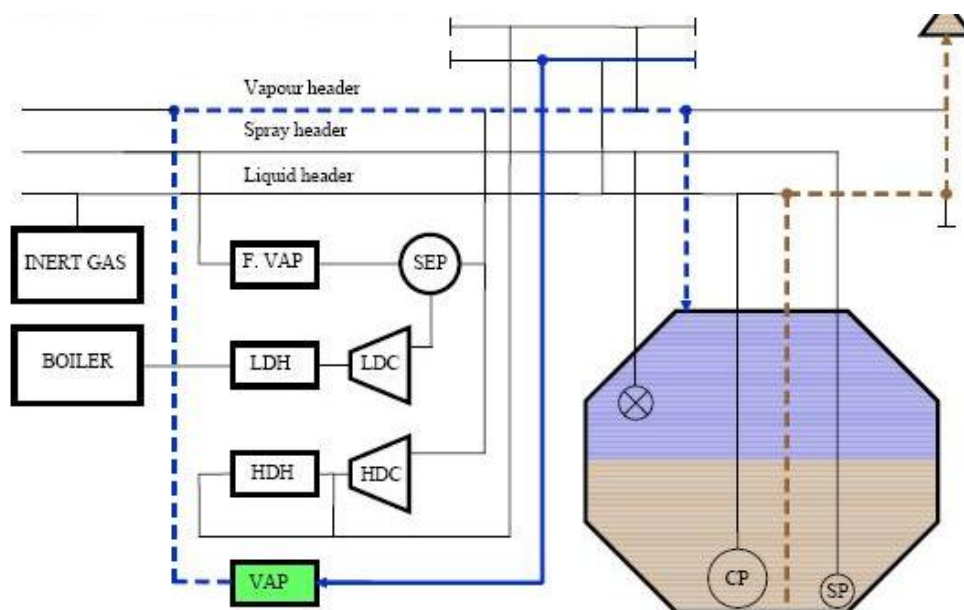 Vapour header
Spray header
Liquid header
INERT GAS
F. VAP
SEP
BOILER
LDH
LDC
HDH
HDC
VAP
CP
SP